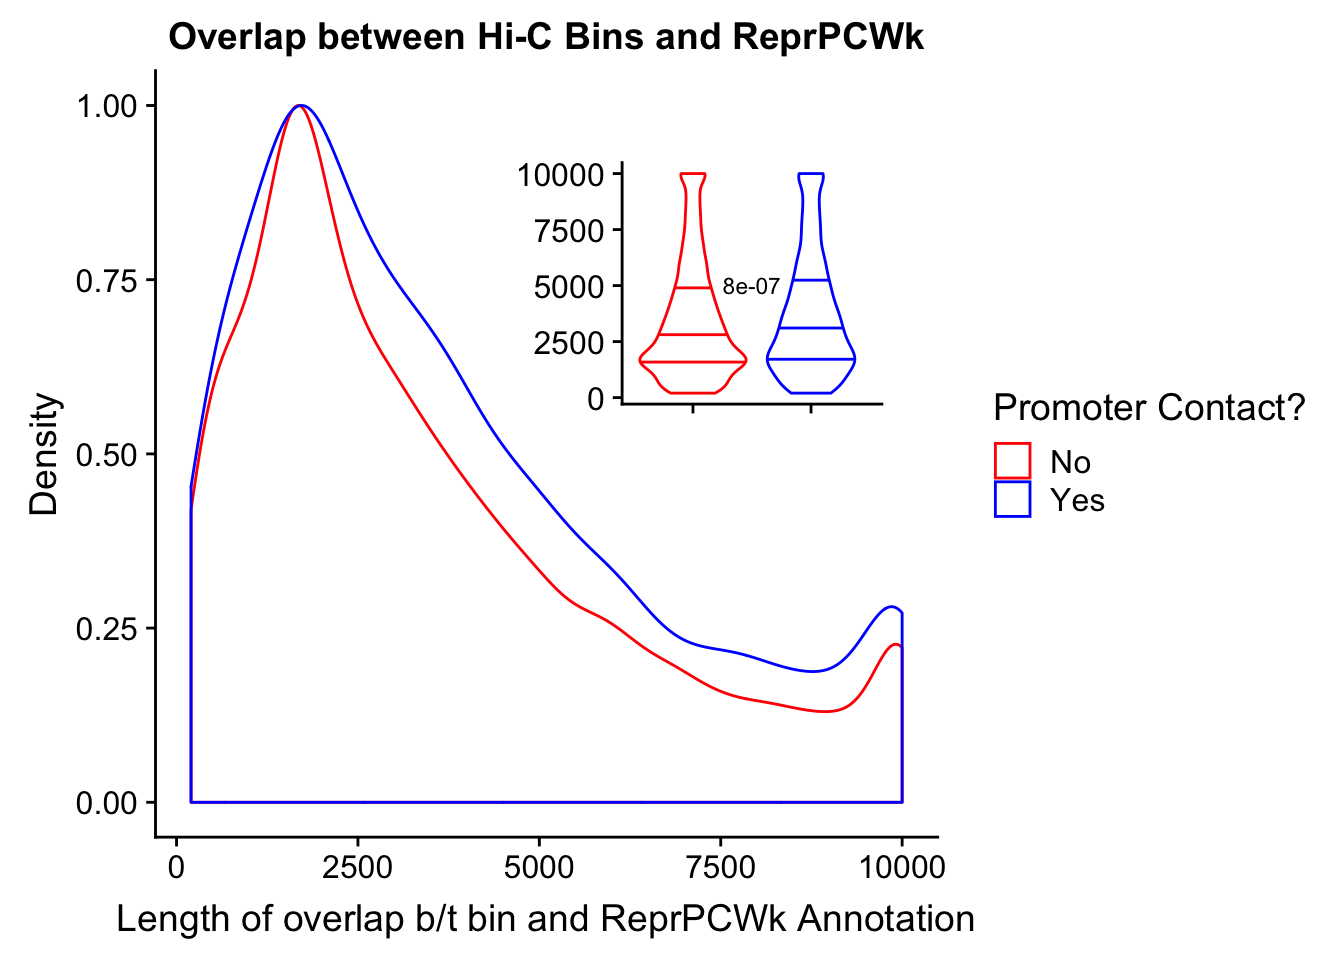 Overlap between Hi-C Bins and ReprPCWk
Density
1.00
0.75
0.50
0.25
0.00
10000
7500
5000
2500
0
8e-07
Promoter Contact?
No
Yes
0 2500 5000 7500 10000
Length of overlap b/t bin and ReprPCWk Annotation